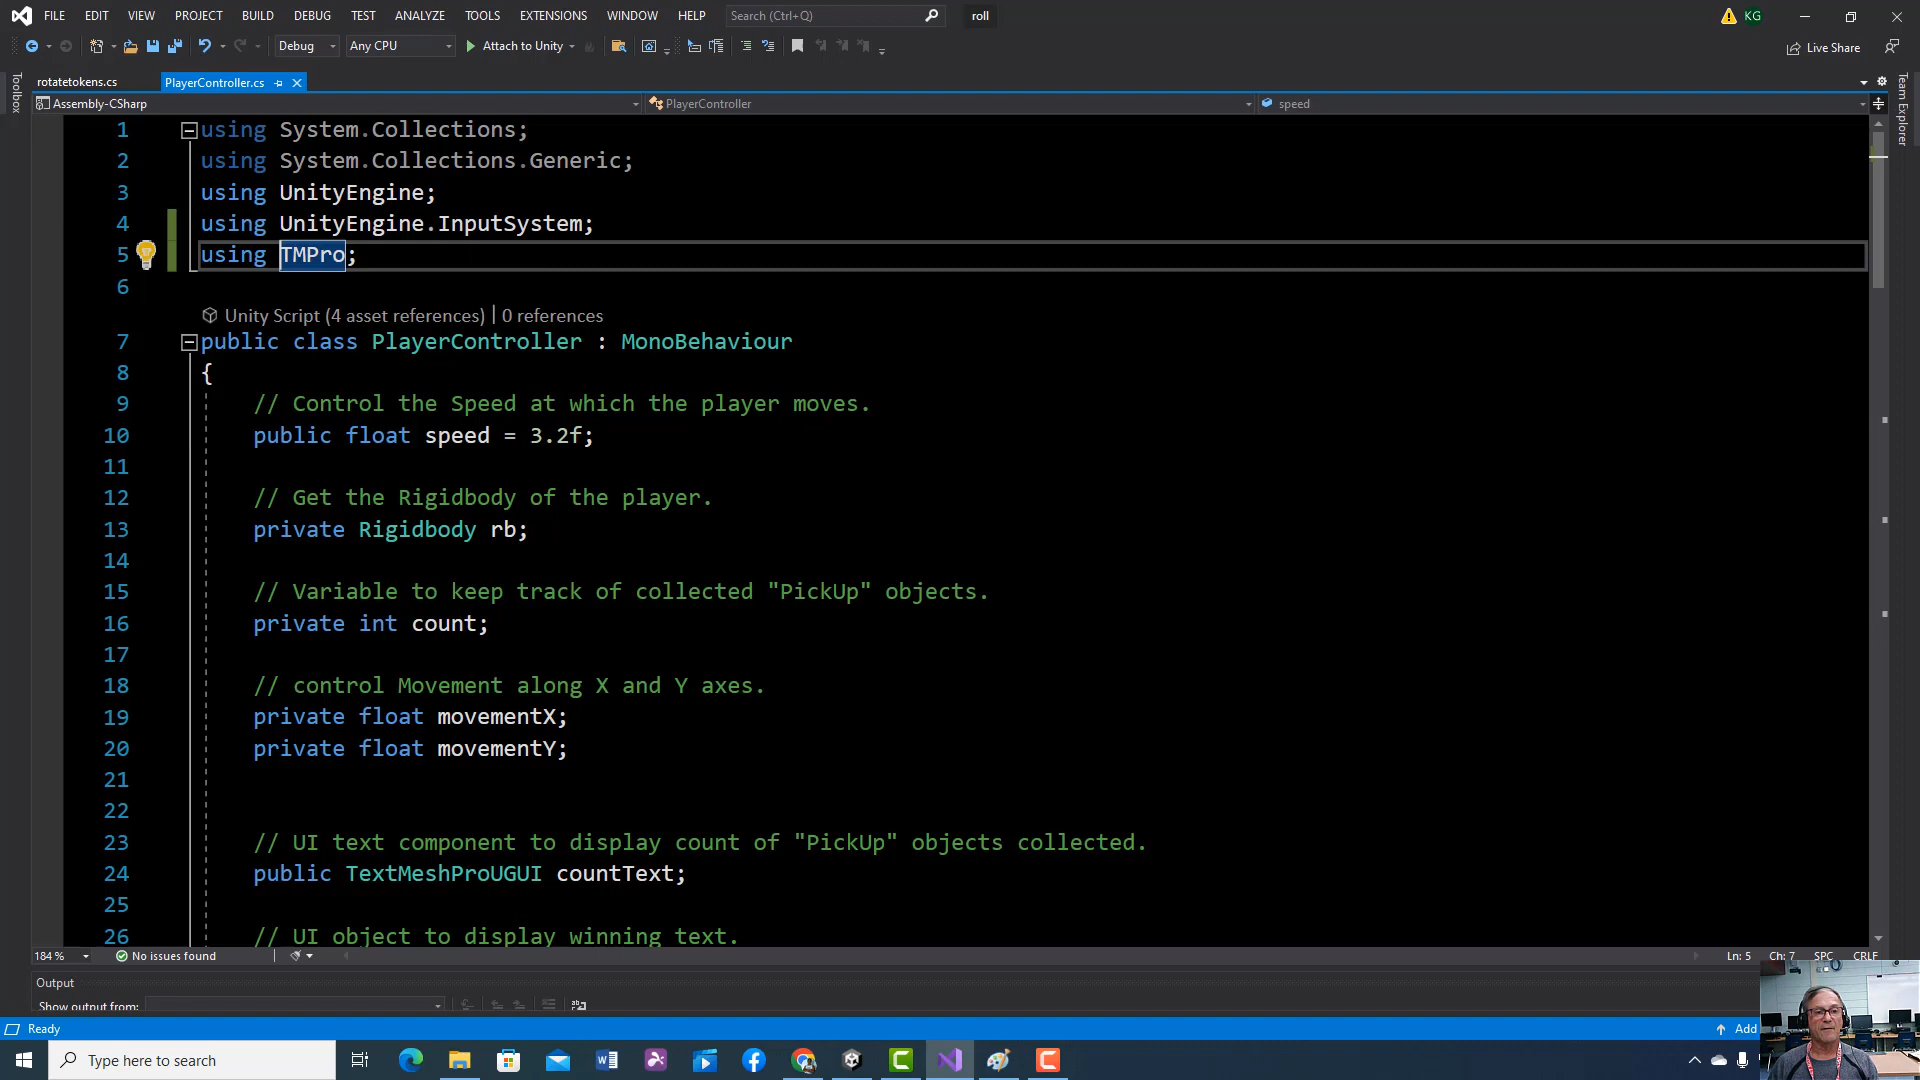 FILE EDIT VIEW PROJECT BUILD DEBUG TEST ANALYZE TOOLS EXTENSIONS WINDOW HELP Search (Ctrl+Q) roll KG
Debug Any CPU Attach to Unity Live Share
rotatetokens.cs PlayerController.cs
Toolbox
Team Explorer
Assembly-CSharp PlayerController speed
1 using System.Collections;
2 using System.Collections.Generic;
3 using UnityEngine;
4 using UnityEngine.InputSystem;
5 using TMPro;
6
Unity Script (4 asset references) | 0 references
7 public class PlayerController : MonoBehaviour
8 {
9 // Control the Speed at which the player moves.
10 public float speed = 3.2f;
11
12 // Get the Rigidbody of the player.
13 private Rigidbody rb;
14
15 // Variable to keep track of collected "PickUp" objects.
16 private int count;
17
18 // control Movement along X and Y axes.
19 private float movementX;
20 private float movementY;
21
22
23 // UI text component to display count of "PickUp" objects collected.
24 public TextMeshProUGUI countText;
25
26 // UI object to display winning text.
184 % No issues found Ln: 5 Ch: 7 SPC CRLF
Output
Show output from:
Ready Add
Type here to search